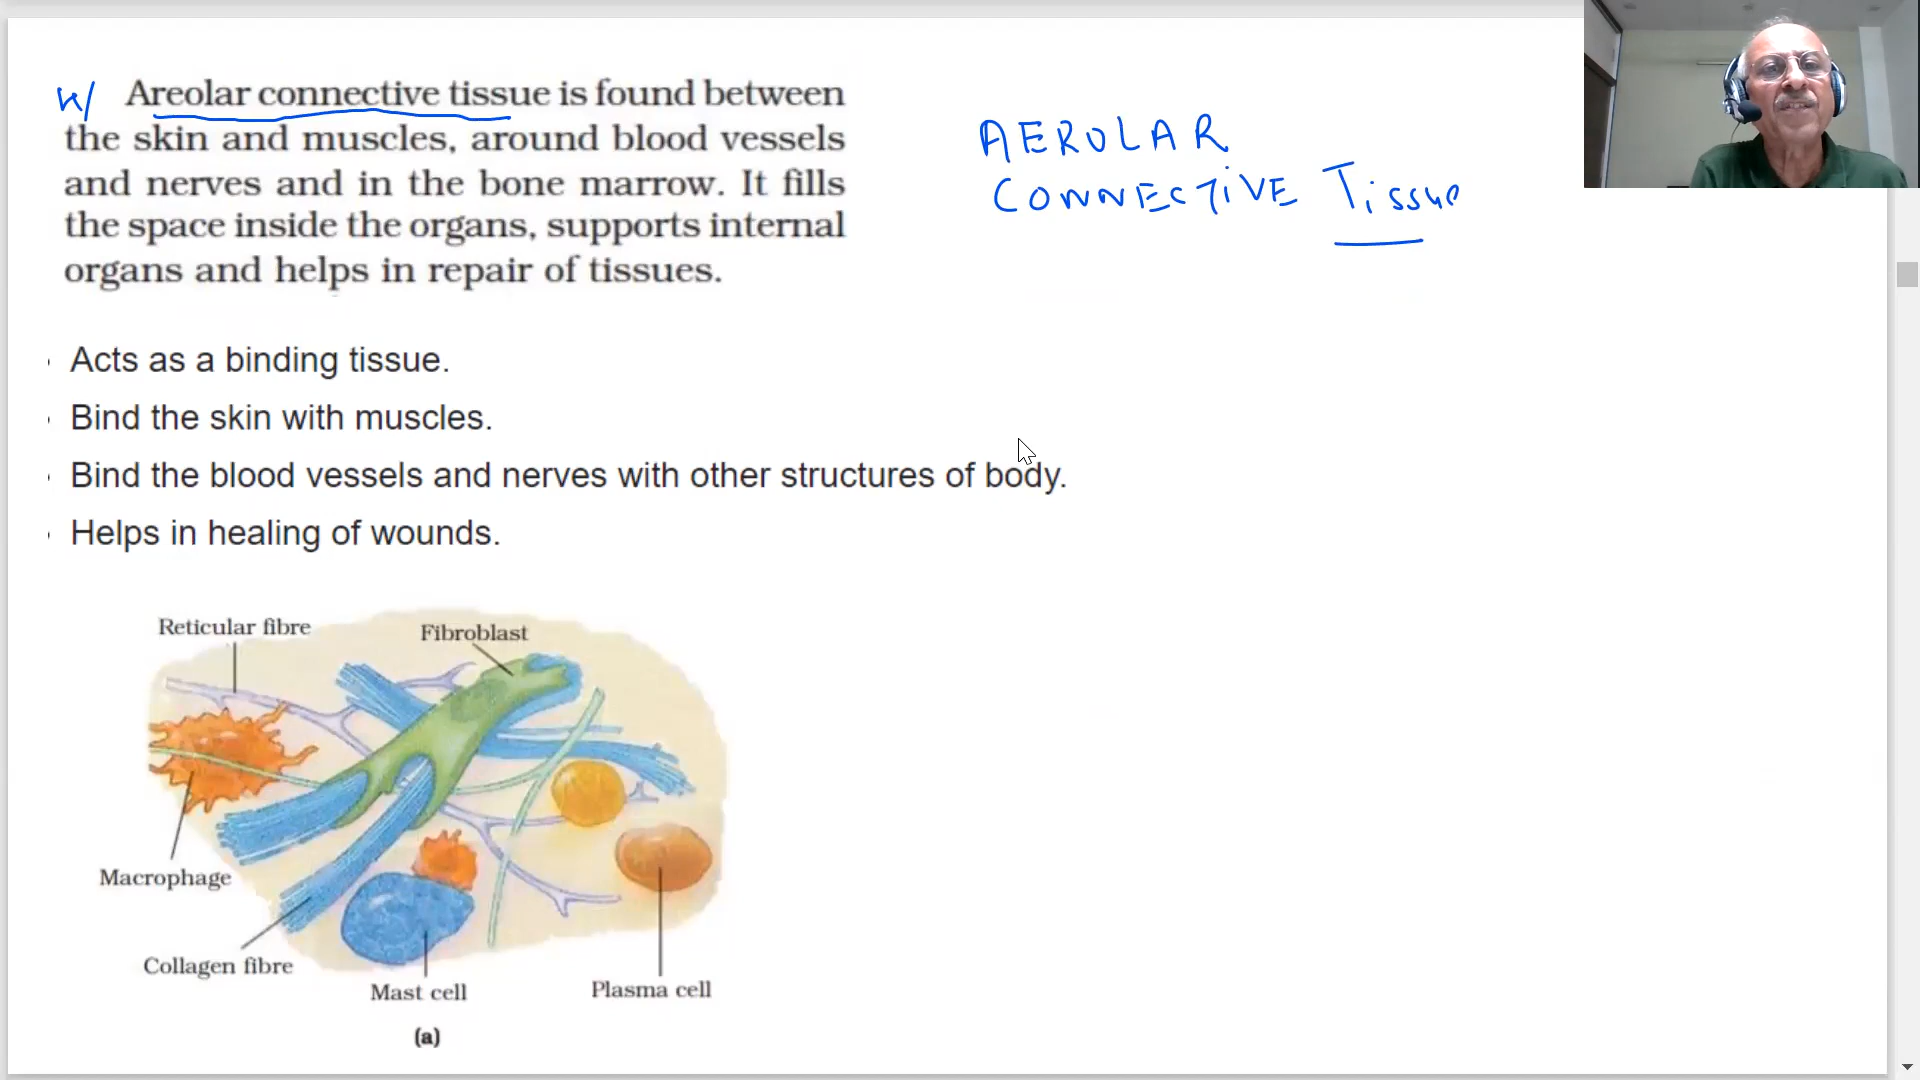 Areolar connective tissue is found between
the skin and muscles, around blood vessels
and nerves and in the bone marrow. It fills
the space inside the organs, supports internal
organs and helps in repair of tissues.
AEROLAR
CONNECTIVE Tissue
Acts as a binding tissue.
Bind the skin with muscles.
Bind the blood vessels and nerves with other structures of body.
Helps in healing of wounds.
Reticular fibre
Fibroblast
Macrophage
Collagen fibre
Mast cell
Plasma cell
(a)